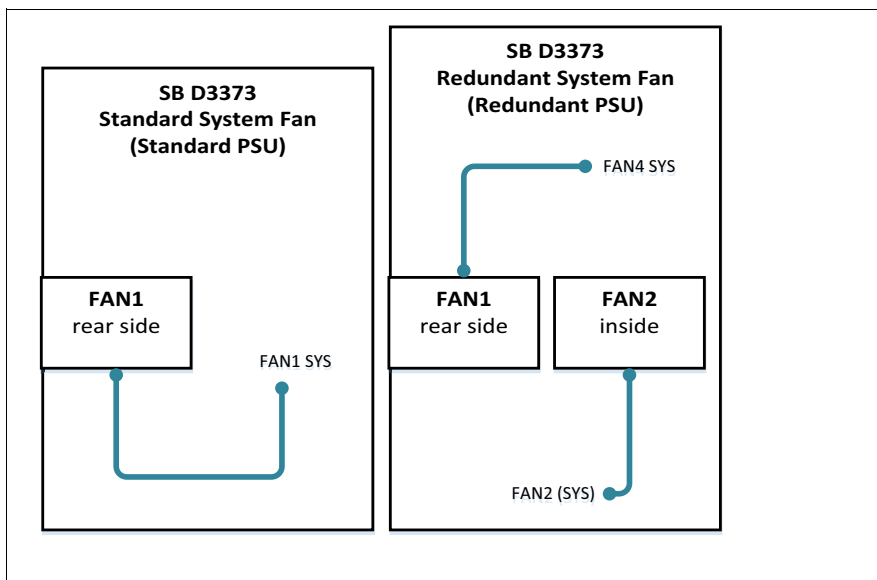 SB D3373
Standard System Fan
(Standard PSU)
FAN1
rear side
FAN1 SYS
SB D3373
Redundant System Fan
(Redundant PSU)
FAN4 SYS
FAN1
rear side
FAN2
inside
FAN2 (SYS)